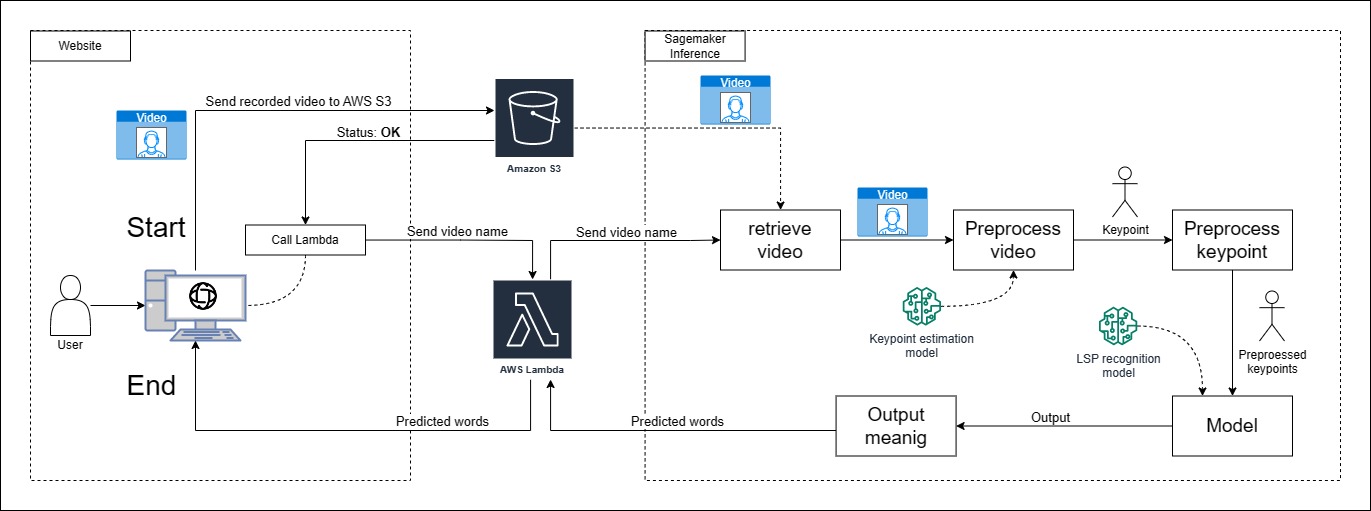 Website
Sagemaker
Inference
Video
Send recorded video to AWS S3
Video
Status: OK
Amazon S3
Start
Call Lambda
Send video name
Send video name
retrieve
video
Video
Preprocess
video
Keypoint
Preprocess
keypoint
User
AWS Lambda
Keypoint estimation
model
LSP recognition
model
Preproessed
keypoints
End
Predicted words
Predicted words
Output
meanig
Output
Model